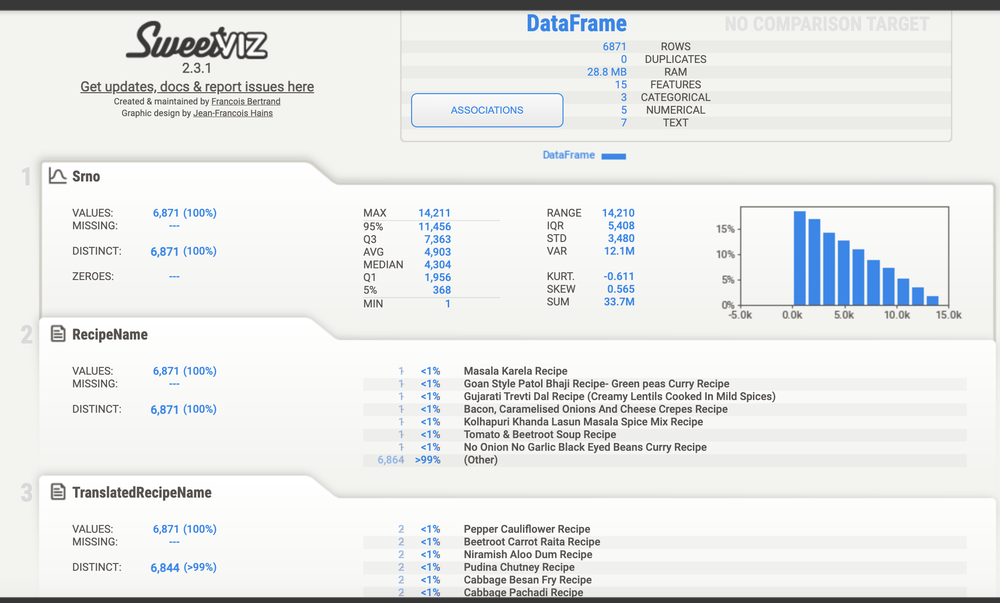 SweetVIZ
2.3.1
Get updates, docs & report issues here
Created & maintained by Francois Bertrand
Graphic design by Jean-Francois Hains
DataFrame NO COMPARISON TARGET
6871 ROWS
0 DUPLICATES
28.8 MB RAM
15 FEATURES
3 CATEGORICAL
5 NUMERICAL
7 TEXT
ASSOCIATIONS
DataFrame
1 Srno
VALUES: 6,871 (100%)
MISSING: ---
DISTINCT: 6,871 (100%)
ZEROES: ---
MAX 14,211
95% 11,456
Q3 7,363
AVG 4,903
MEDIAN 4,304
Q1 1,956
5% 368
MIN 1
RANGE 14,210
IQR 5,408
STD 3,480
VAR 12.1M
KURT. -0.611
SKEW 0.565
SUM 33.7M
15%
10%
5%
0%
-5.0k 0.0k 5.0k 10.0k 15.0k
2 RecipeName
VALUES: 6,871 (100%)
MISSING: ---
DISTINCT: 6,871 (100%)
1 <1% Masala Karela Recipe
1 <1% Goan Style Patol Bhaji Recipe- Green peas Curry Recipe
1 <1% Gujarati Trevti Dal Recipe (Creamy Lentils Cooked In Mild Spices)
1 <1% Bacon, Caramelised Onions And Cheese Crepes Recipe
1 <1% Kolhapuri Khanda Lasun Masala Spice Mix Recipe
1 <1% Tomato & Beetroot Soup Recipe
1 <1% No Onion No Garlic Black Eyed Beans Curry Recipe
6,864 >99% (Other)
3 TranslatedRecipeName
VALUES: 6,871 (100%)
MISSING: ---
DISTINCT: 6,844 (>99%)
2 <1% Pepper Cauliflower Recipe
2 <1% Beetroot Carrot Raita Recipe
2 <1% Niramish Aloo Dum Recipe
2 <1% Pudina Chutney Recipe
2 <1% Cabbage Besan Fry Recipe
2 <1% Cabbage Pachadi Recipe